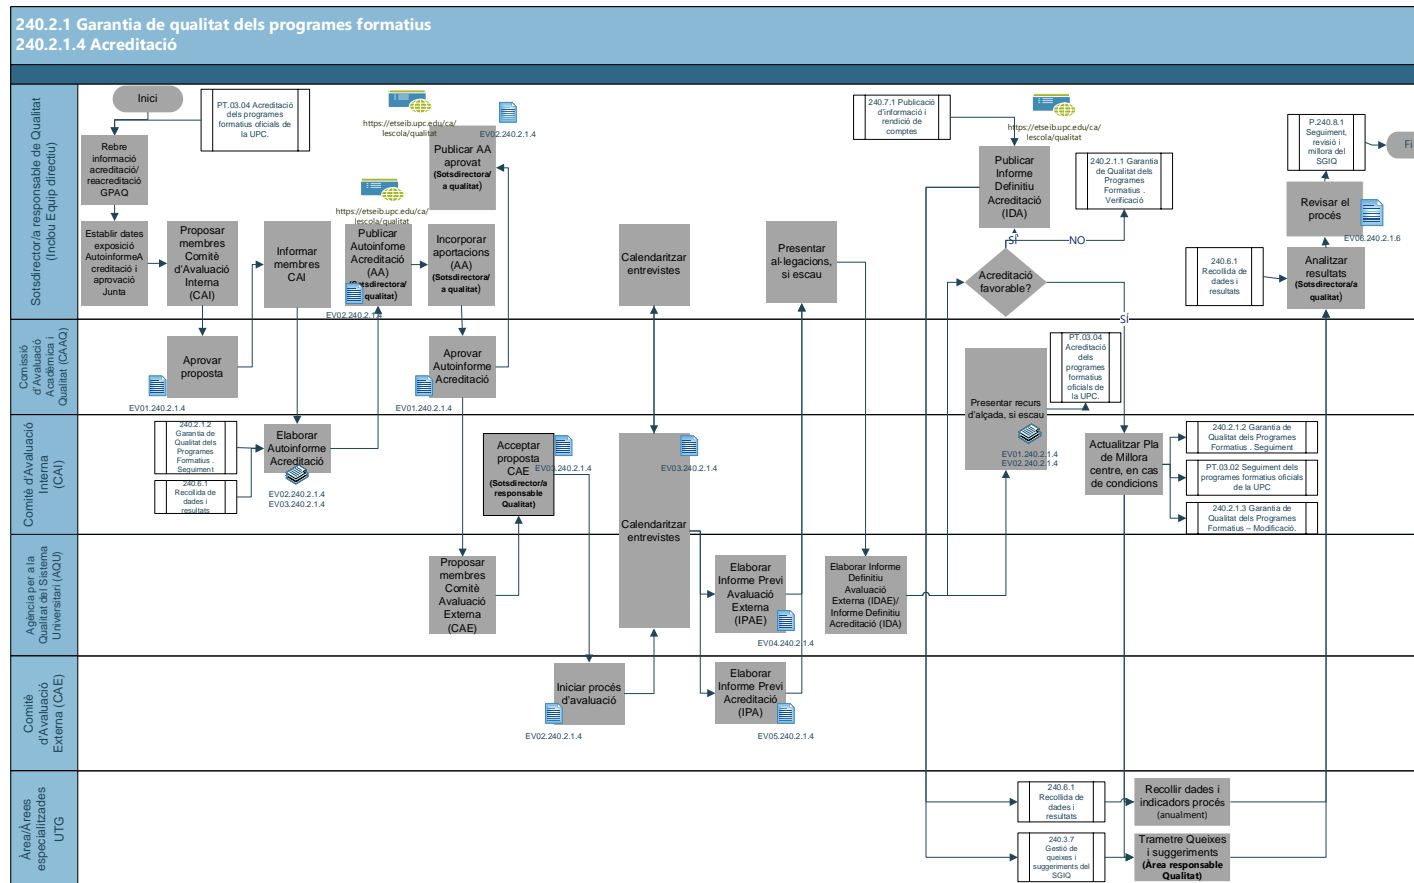 240.2.1 Garantia de qualitat dels programes formatius
240.2.1.4 Acreditació
Sotsdirector/a responsable de Qualitat
(Inclou Equip directiu)
Inici
PT.03.04 Acreditació
dels programes
formatius oficials de
la UPC.
Rebre
informació
acreditació/
reacreditació
GPAQ
Establir dates
exposició
AutoinformeA
creditació i
aprovació
Junta
Proposar
membres
Comitè
d'Avaluació
Interna
(CAI)
Informar
membres
CAI
https://etseib.upc.edu/ca/
lescola/qualitat
EV02.240.2.1.4
Publicar AA
aprovat
(Sotsdirectora/
a qualitat)
https://etseib.upc.edu/ca/
lescola/qualitat
Publicar
Autoinfome
Acreditació
(AA)
(Sotsdirectora/
a qualitat)
EV02.240.2.1.4
Incorporar
aportacions
(AA)
(Sotsdirectora/
a qualitat)
Calendaritzar
entrevistes
Presentar
al·legacions,
si escau
240.7.1 Publicació
d'informació i
rendició de
comptes
https://etseib.upc.edu/ca/
lescola/qualitat
Publicar
Informe
Definitiu
Acreditació
(IDA)
240.2.1.1 Garantia
de Qualitat dels
Programes
Formatius .
Verificació
SÍ
NO
Acreditació
favorable?
SÍ
P.240.8.1
Seguiment,
revisió i
millora del
SGIQ
Fi
Revisar el
procés
EV06.240.2.1.6
240.6.1
Recollida de
dades i
resultats
Analitzar
resultats
(Sotsdirector/a
qualitat)
Comissió
d'Avaluació
Acadèmica i
Qualitat (CAAQ)
Aprovar
proposta
EV01.240.2.1.4
Aprovar
Autoinforme
Acreditació
EV01.240.2.1.4
PT.03.04
Acreditació
dels
programes
formatius
oficials de
la UPC.
Presentar recurs
d'alçada, si escau
EV01.240.2.1.4
EV02.240.2.1.4
Comitè d'Avaluació
Interna
(CAI)
240.2.1.2
Garantia de
Qualitat dels
Programes
Formatius .
Seguiment
240.6.1
Recollida de
dades i
resultats
Elaborar
Autoinforme
Acreditació
EV02.240.2.1.4
EV03.240.2.1.4
Acceptar
proposta
CAE
(Sotsdirector/a
responsable
Qualitat)
EV03.240.2.1.4
EV03.240.2.1.4
Calendaritzar
entrevistes
Actualitzar Pla
de Millora
centre, en cas
de condicions
240.2.1.2 Garantia de
Qualitat dels Programes
Formatius . Seguiment
PT.03.02 Seguiment dels
programes formatius oficials de
la UPC
240.2.1.3 Garantia de
Qualitat dels Programes
Formatius – Modificació.
Agència per a la
Qualitat del Sistema
Universitari (AQU)
Proposar
membres
Comitè
Avaluació
Externa
(CAE)
Elaborar
Informe Previ
Avaluació
Externa
(IPAE)
EV04.240.2.1.4
Elaborar Informe
Definitiu
Avaluació
Externa (IDAE)/
Informe Definitiu
Acreditació (IDA)
Comitè
d'Avaluació
Externa (CAE)
Iniciar procés
d'avaluació
EV02.240.2.1.4
Elaborar
Informe Previ
Acreditació
(IPA)
EV05.240.2.1.4
Àrea/Àrees
especialitzades
UTG
240.6.1
Recollida de
dades i
resultats
Recollir dades i
indicadors procés
(anualment)
240.3.7
Gestió de
queixes i
suggeriments del
SGIQ
Trametre Queixes
i suggeriments
(Àrea responsable
Qualitat)